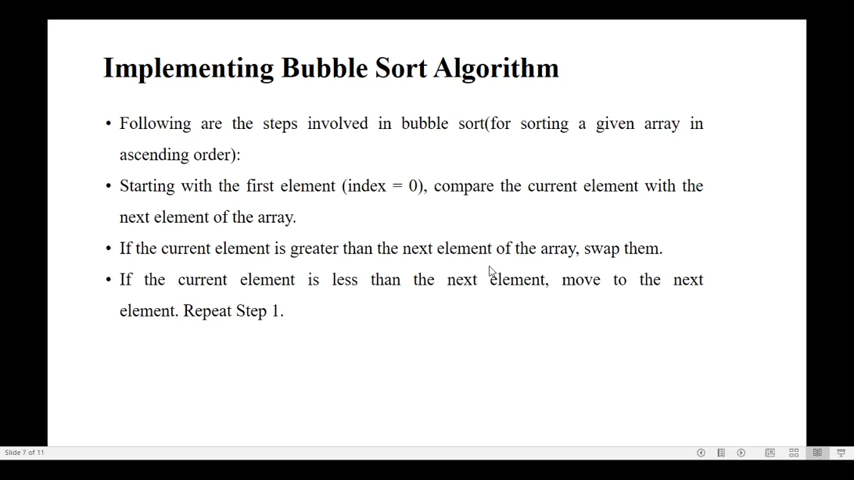 Implementing Bubble Sort Algorithm
• Following are the steps involved in bubble sort(for sorting a given array in
ascending order):
• Starting with the first element (index = 0), compare the current element with the
next element of the array.
• If the current element is greater than the next element of the array, swap them.
• If the current element is less than the next element, move to the next
element. Repeat Step 1.
Slide 7 of 11